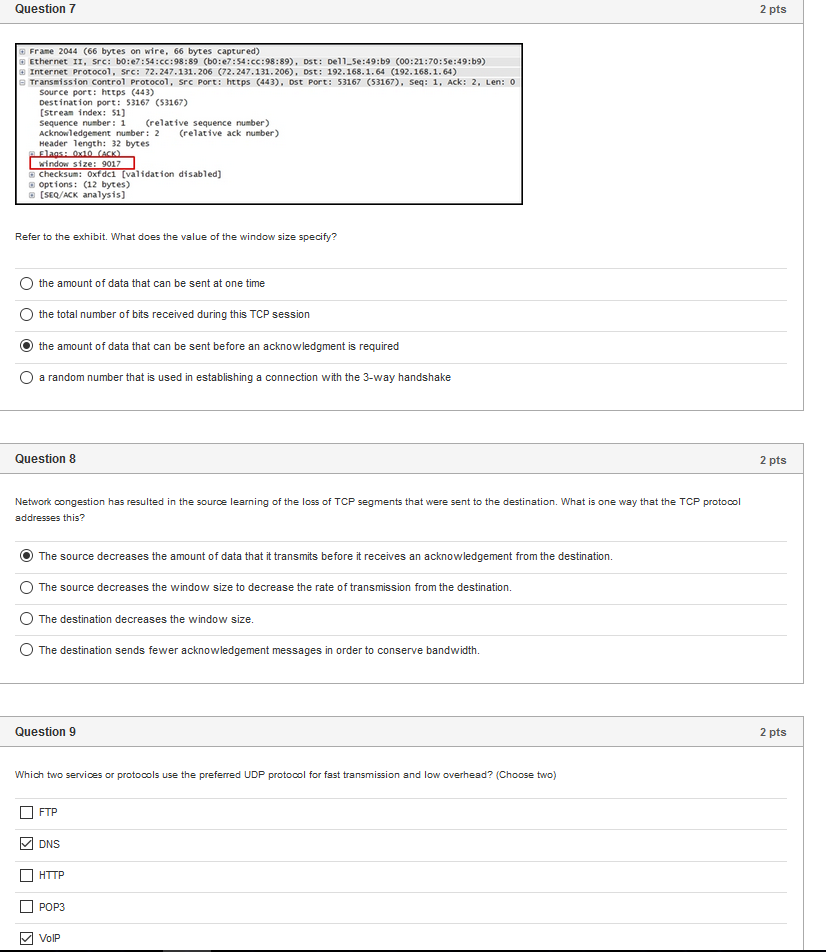 Question 7
2 pts
Frame 2044 (66 bytes on wire, 66 bytes captured)
Ethernet II, Src: b0:e7:54:cc:98:89 (b0:e7:54:cc:98:89), Dst: Dell_5e:49:b9 (00:21:70:5e:49:b9)
Internet Protocol, Src: 72.247.131.206 (72.247.131.206), Dst: 192.168.1.64 (192.168.1.64)
Transmission Control Protocol, Src Port: https (443), Dst Port: 53167 (53167), Seq: 1, Ack: 2, Len: 0
Source port: https (443)
Destination port: 53167 (53167)
[Stream index: 51]
Sequence number: 1 (relative sequence number)
Acknowledgement number: 2 (relative ack number)
Header length: 32 bytes
Flags: 0x10 (ACK)
Window size: 9017
Checksum: 0xfdc1 [validation disabled]
Options: (12 bytes)
[SEQ/ACK analysis]
Refer to the exhibit. What does the value of the window size specify?
the amount of data that can be sent at one time
the total number of bits received during this TCP session
the amount of data that can be sent before an acknowledgment is required
a random number that is used in establishing a connection with the 3-way handshake
Question 8
2 pts
Network congestion has resulted in the source learning of the loss of TCP segments that were sent to the destination. What is one way that the TCP protocol
addresses this?
The source decreases the amount of data that it transmits before it receives an acknowledgement from the destination.
The source decreases the window size to decrease the rate of transmission from the destination.
The destination decreases the window size.
The destination sends fewer acknowledgement messages in order to conserve bandwidth.
Question 9
2 pts
Which two services or protocols use the preferred UDP protocol for fast transmission and low overhead? (Choose two)
FTP
DNS
HTTP
POP3
VoIP